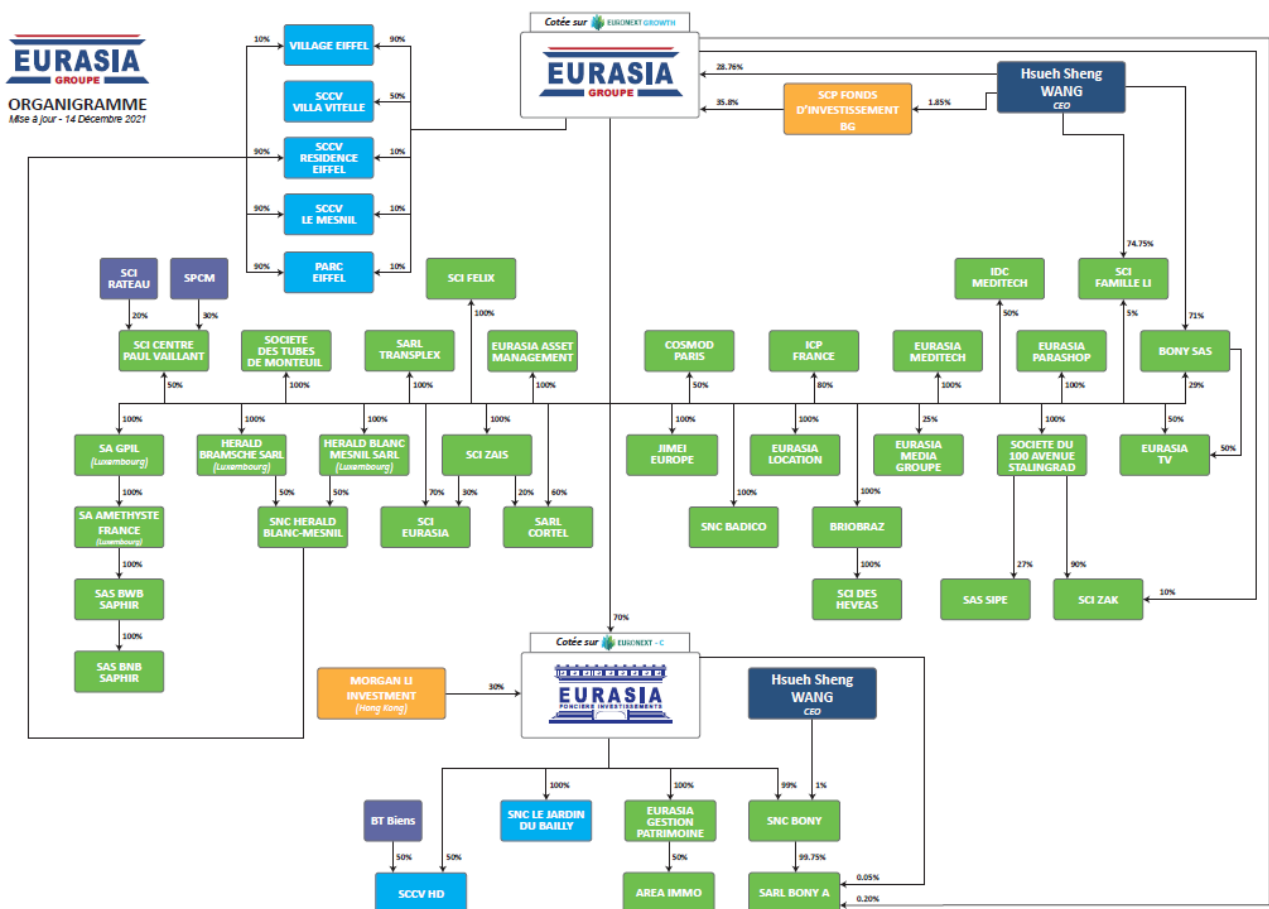 Cotée sur EURONEXT GROWTH
EURASIA
GROUPE
ORGANIGRAMME
Mise à jour - 14 Décembre 2021
EURASIA
GROUPE
10%
VILLAGE EIFFEL
90%
SCCV
VILLA VITELLE
50%
90%
SCCV
RESIDENCE
EIFFEL
10%
90%
SCCV
LE MESNIL
10%
90%
PARC
EIFFEL
10%
28.76%
35.8%
SCP FONDS
D'INVESTISSEMENT
BG
1.85%
Hsueh Sheng
WANG
CEO
74.75%
71%
SCI
RATEAU
SPCM
20%
30%
SCI FELIX
100%
IDC
MEDITECH
50%
SCI
FAMILLE LI
5%
SCI CENTRE
PAUL VAILLANT
50%
SOCIETE
DES TUBES
DE MONTEUIL
100%
SARL
TRANSPLEX
100%
EURASIA ASSET
MANAGEMENT
100%
COSMOD
PARIS
50%
ICP
FRANCE
80%
EURASIA
MEDITECH
100%
EURASIA
PARASHOP
100%
BONY SAS
29%
100%
SA GPIL
(Luxembourg)
100%
HERALD
BRAMSCHE SARL
(Luxembourg)
100%
HERALD BLANC
MESNIL SARL
(Luxembourg)
100%
SCI ZAIS
100%
JIMEI
EUROPE
100%
EURASIA
LOCATION
25%
EURASIA
MEDIA
GROUPE
100%
SOCIETE DU
100 AVENUE
STALINGRAD
50%
EURASIA
TV
50%
100%
SA AMETHYSTE
FRANCE
(Luxembourg)
50%
50%
SNC HERALD
BLANC-MESNIL
70%
30%
SCI
EURASIA
20%
60%
SARL
CORTEL
100%
SNC BADICO
100%
BRIOBRAZ
100%
SAS BWB
SAPHIR
100%
SCI DES
HEVEAS
27%
SAS SIPE
90%
SCI ZAK
10%
100%
SAS BNB
SAPHIR
70%
Cotée sur EURONEXT - C
MORGAN LI
INVESTMENT
(Hong Kong)
30%
EURASIA
FONCIERE INVESTISSEMENTS
Hsueh Sheng
WANG
CEO
BT Biens
50%
50%
SCCV HD
100%
SNC LE JARDIN
DU BAILLY
100%
EURASIA
GESTION
PATRIMOINE
50%
AREA IMMO
99%
1%
SNC BONY
99.75%
SARL BONY A
0.05%
0.20%